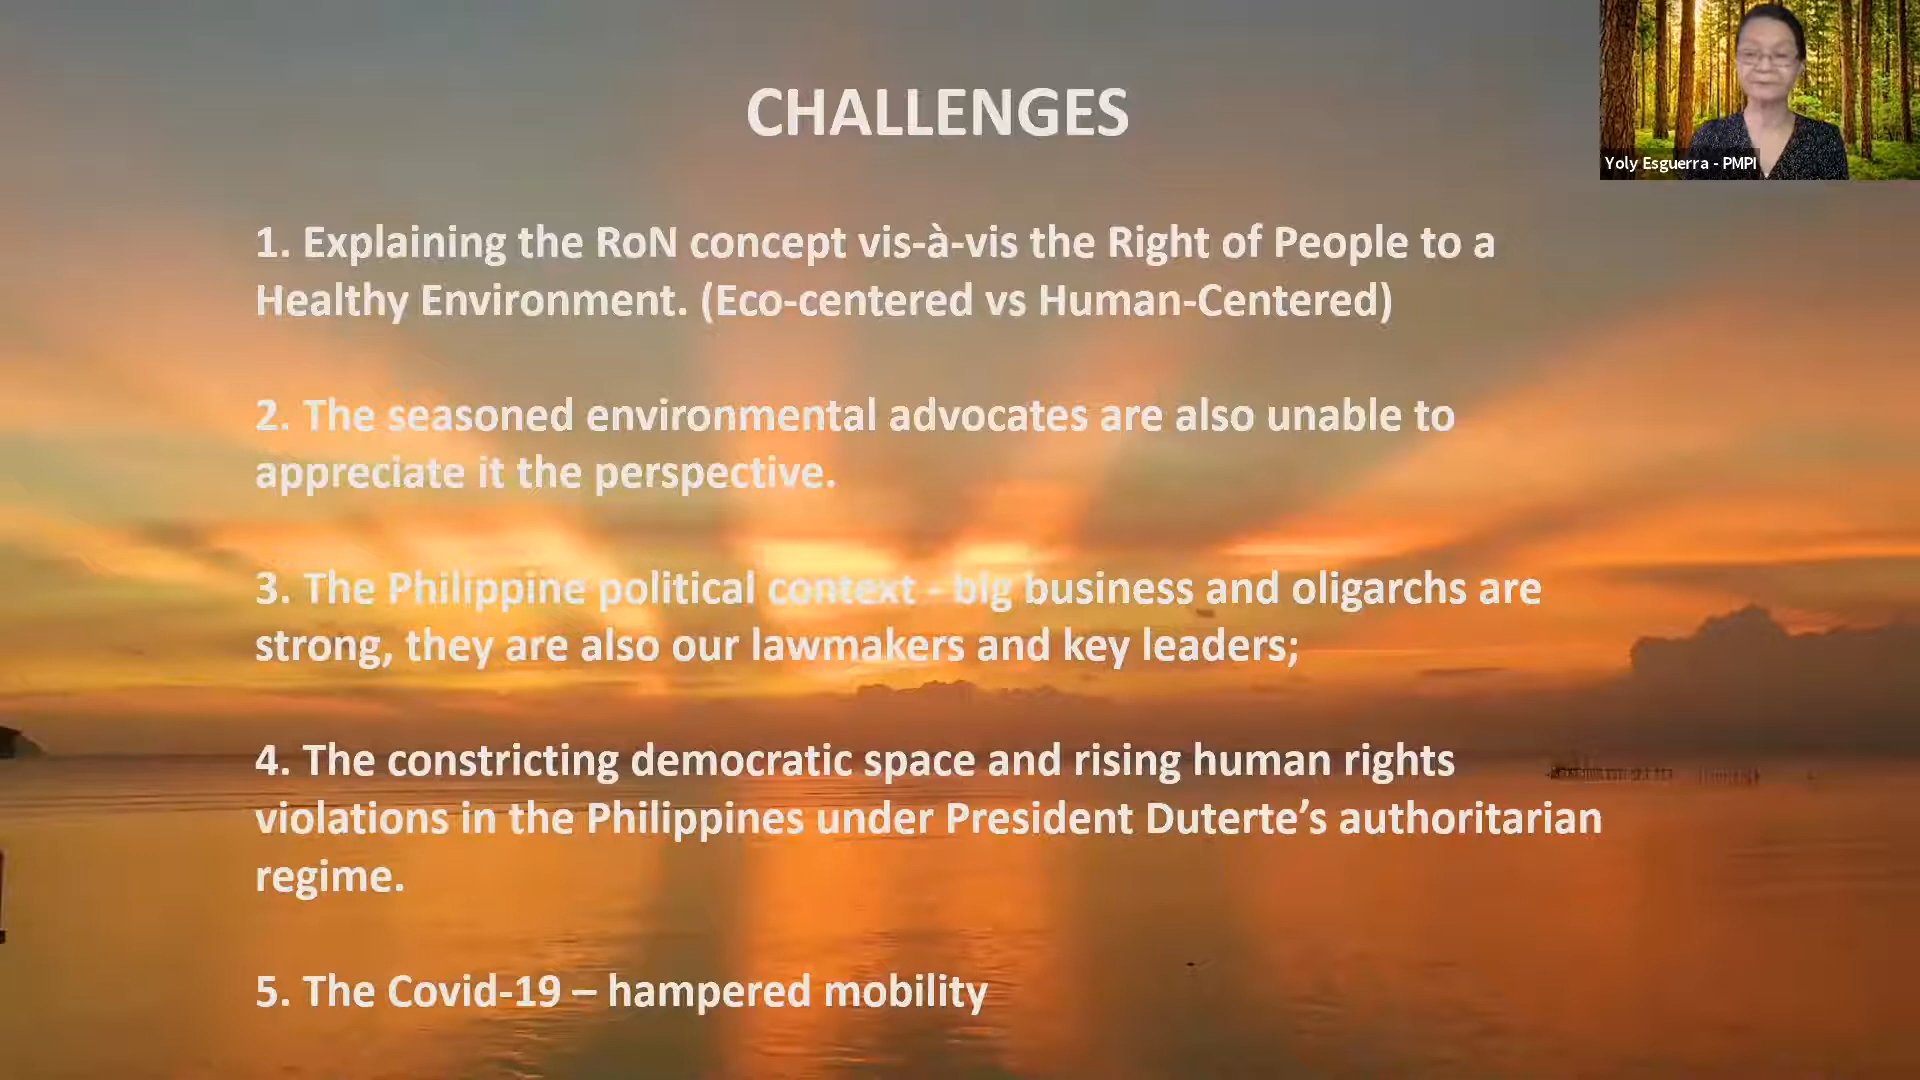 CHALLENGES
Yoly Esguerra - PMPI
1. Explaining the RoN concept vis-à-vis the Right of People to a
Healthy Environment. (Eco-centered vs Human-Centered)
2. The seasoned environmental advocates are also unable to
appreciate it the perspective.
3. The Philippine political context - big business and oligarchs are
strong, they are also our lawmakers and key leaders;
4. The constricting democratic space and rising human rights
violations in the Philippines under President Duterte’s authoritarian
regime.
5. The Covid-19 – hampered mobility